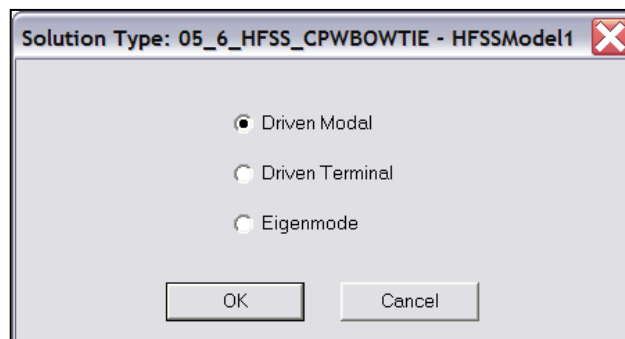 Solution Type: 05_6_HFSS_CPWBOWTIE - HFSSModel1
Driven Modal
Driven Terminal
Eigenmode
OK Cancel